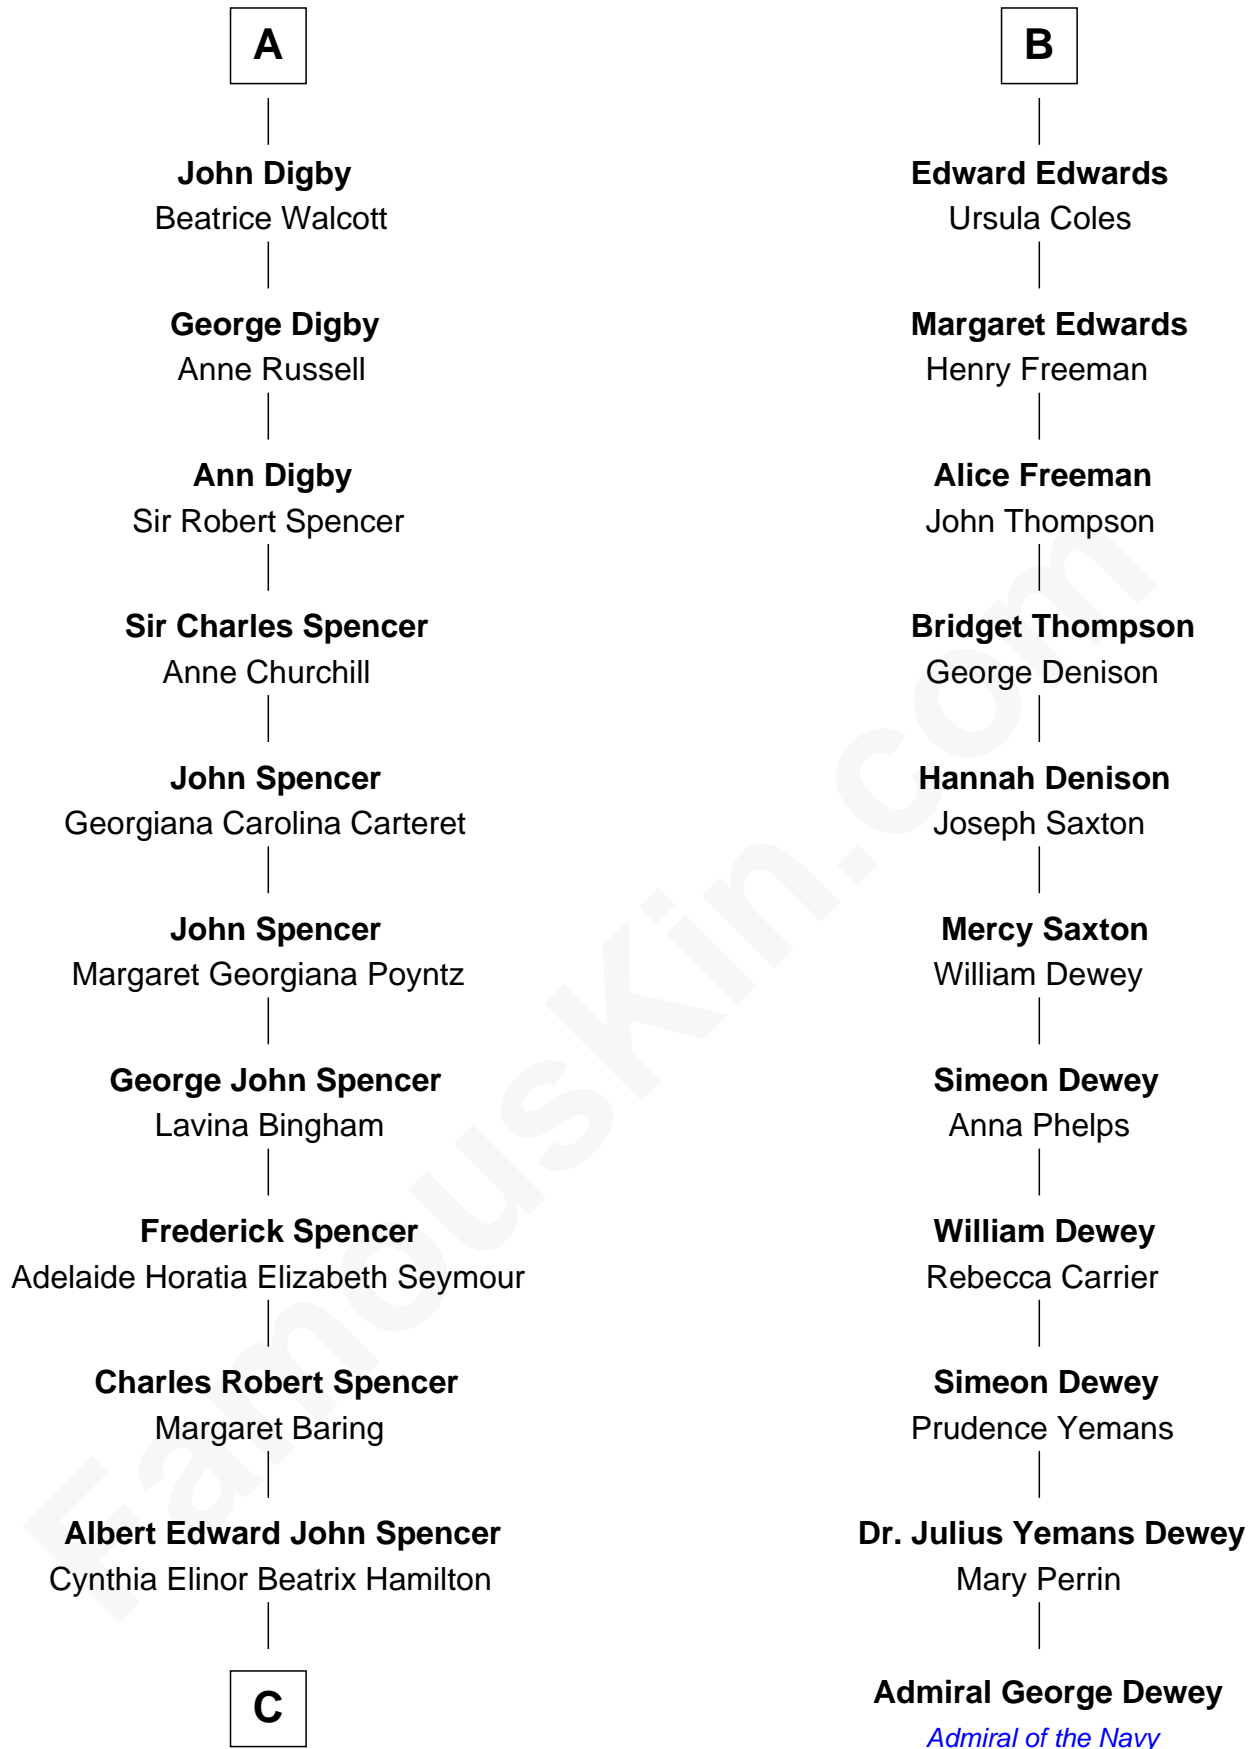 A
John Digby
Beatrice Walcott
George Digby
Anne Russell
Ann Digby
Sir Robert Spencer
Sir Charles Spencer
Anne Churchill
John Spencer
Georgiana Carolina Carteret
John Spencer
Margaret Georgiana Poyntz
George John Spencer
Lavina Bingham
Frederick Spencer
Adelaide Horatia Elizabeth Seymour
Charles Robert Spencer
Margaret Baring
Albert Edward John Spencer
Cynthia Elinor Beatrix Hamilton
C
B
Edward Edwards
Ursula Coles
Margaret Edwards
Henry Freeman
Alice Freeman
John Thompson
Bridget Thompson
George Denison
Hannah Denison
Joseph Saxton
Mercy Saxton
William Dewey
Simeon Dewey
Anna Phelps
William Dewey
Rebecca Carrier
Simeon Dewey
Prudence Yemans
Dr. Julius Yemans Dewey
Mary Perrin
Admiral George Dewey
Admiral of the Navy
FamousKin.com